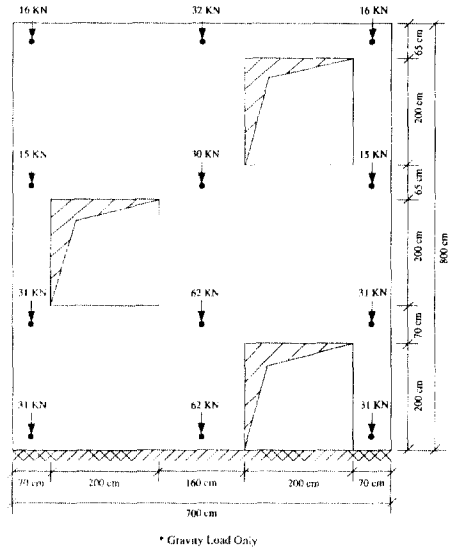 16 KN 32 KN 16 KN
65 cm
200 cm
15 KN 30 KN 15 KN
65 cm
200 cm
800 cm
31 KN 62 KN 31 KN
70 cm
200 cm
31 KN 62 KN 31 KN
70 cm 200 cm 160 cm 200 cm 70 cm
700 cm
* Gravity Load Only